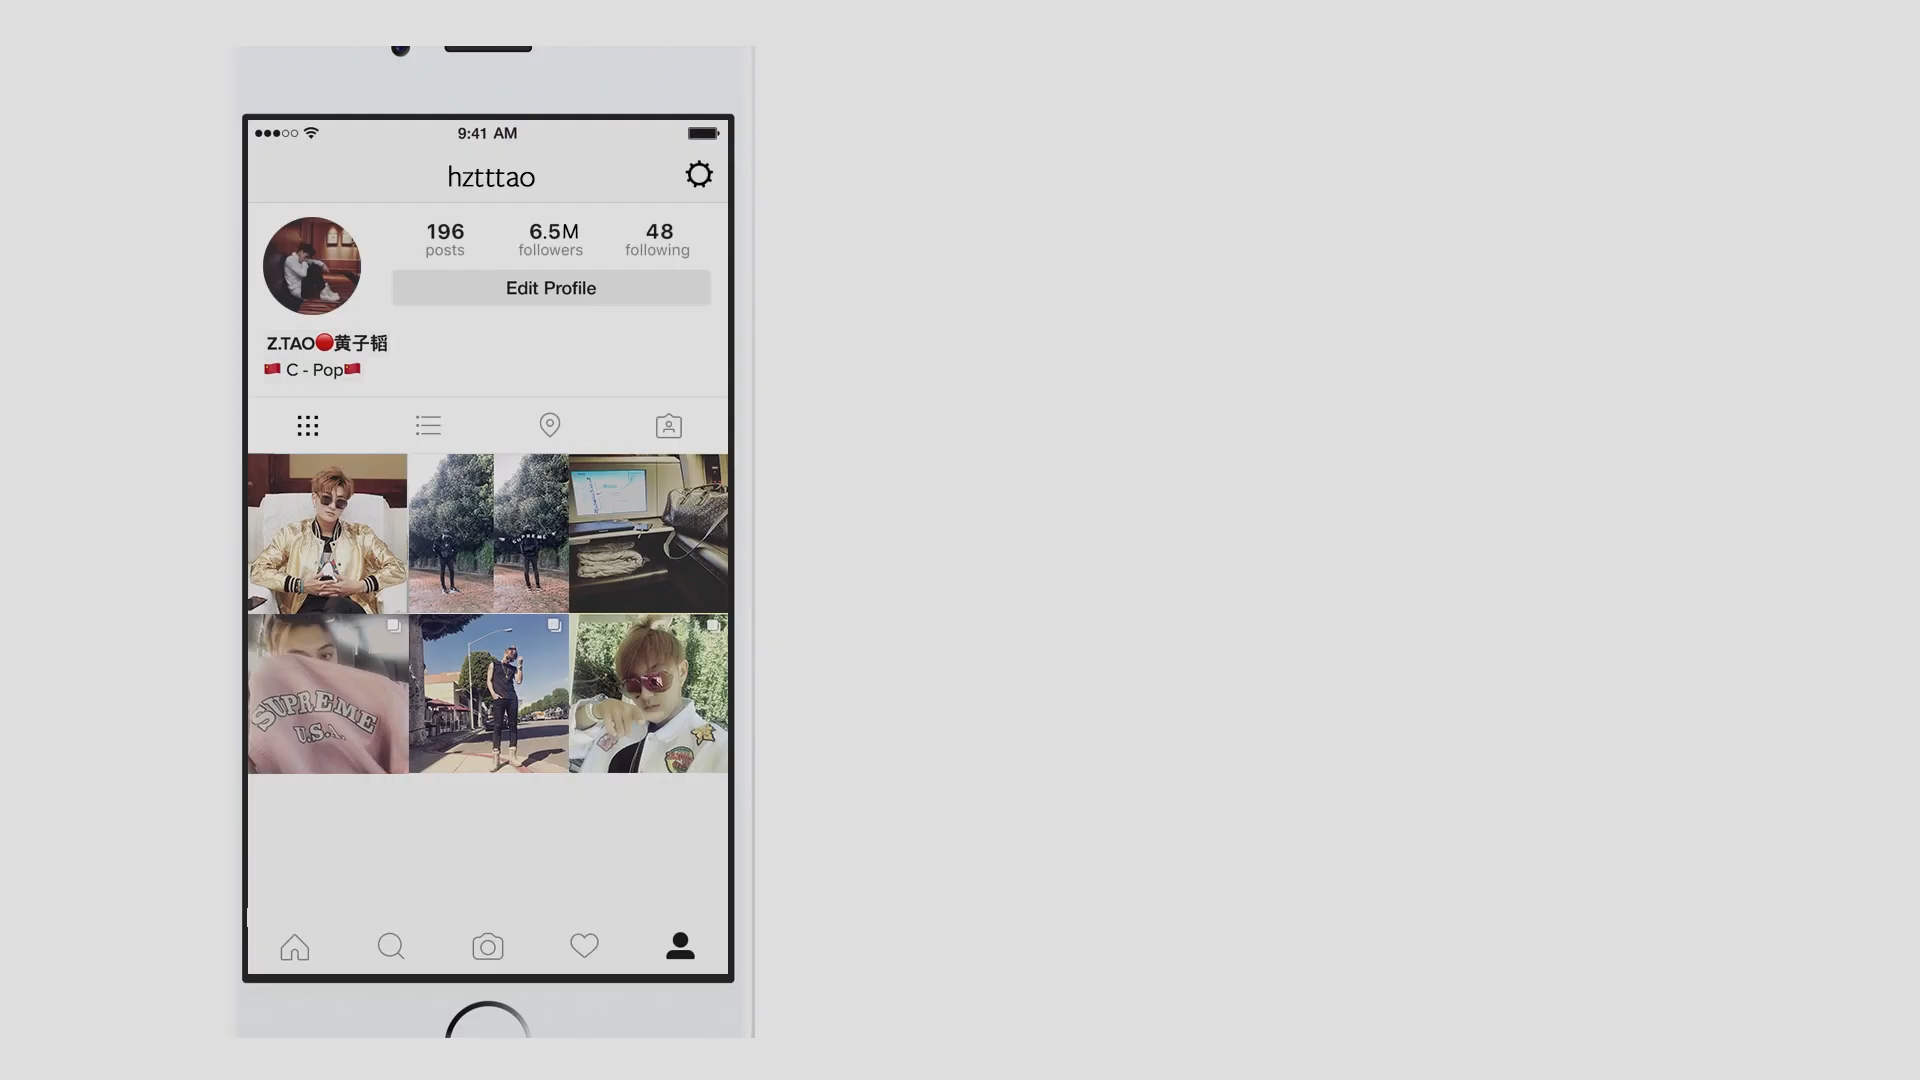 9:41 AM
hztttao
196 6.5M 48
posts followers following
Edit Profile
Z.TAO🔴黄子韬
🇨🇳 C - Pop🇨🇳
SUPREME
SUPREME
U.S.A.